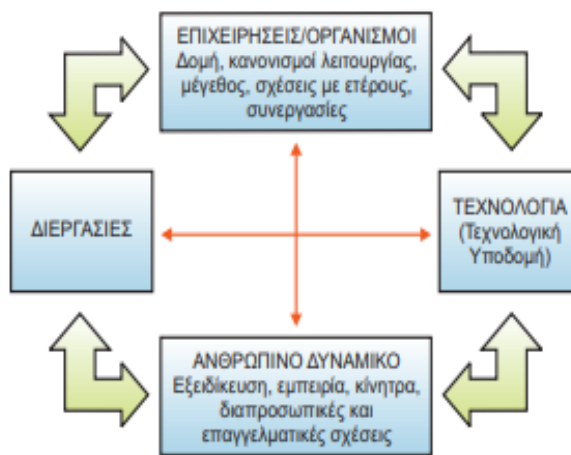 ΕΠΙΧΕΙΡΗΣΕΙΣ/ΟΡΓΑΝΙΣΜΟΙ
Δομή, κανονισμοί λειτουργίας,
μέγεθος, σχέσεις με ετέρους,
συνεργασίες
ΔΙΕΡΓΑΣΙΕΣ
ΤΕΧΝΟΛΟΓΙΑ
(Τεχνολογική
Υποδομή)
ΑΝΘΡΩΠΙΝΟ ΔΥΝΑΜΙΚΟ
Εξειδίκευση, εμπειρία, κίνητρα,
διαπροσωπικές και
επαγγελματικές σχέσεις